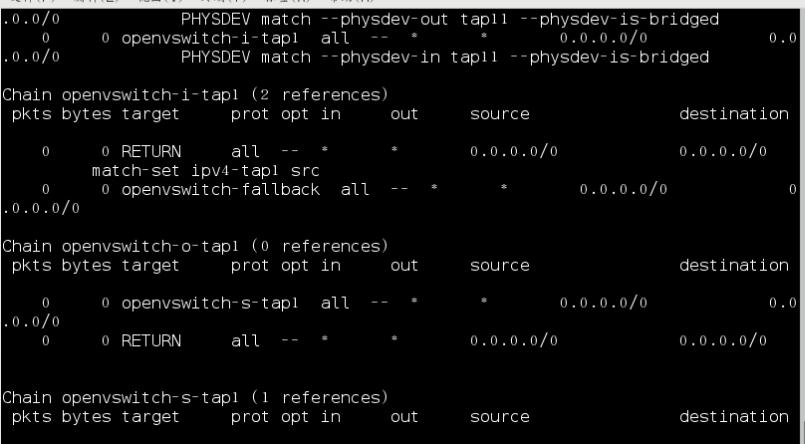 .0.0/0            PHYSDEV match --physdev-out tap11 --physdev-is-bridged
    0     0 openvswitch-i-tap1  all  --  *      *       0.0.0.0/0            0.0
.0.0/0            PHYSDEV match --physdev-in tap11 --physdev-is-bridged
Chain openvswitch-i-tap1 (2 references)
 pkts bytes target     prot opt in     out     source               destination
    0     0 RETURN     all  --  *      *       0.0.0.0/0            0.0.0.0/0
         match-set ipv4-tap1 src
    0     0 openvswitch-fallback  all  --  *      *       0.0.0.0/0            0
.0.0.0/0
Chain openvswitch-o-tap1 (0 references)
 pkts bytes target     prot opt in     out     source               destination
    0     0 openvswitch-s-tap1  all  --  *      *       0.0.0.0/0            0.0
.0.0/0
    0     0 RETURN     all  --  *      *       0.0.0.0/0            0.0.0.0/0
Chain openvswitch-s-tap1 (1 references)
 pkts bytes target     prot opt in     out     source               destination